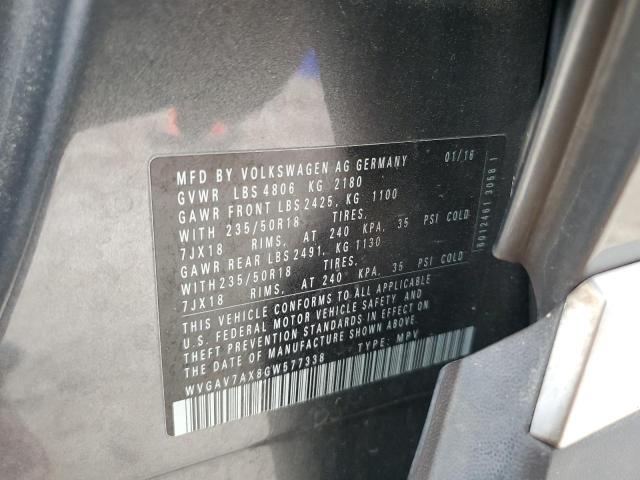 MFD BY VOLKSWAGEN AG GERMANY 01/16
GVWR LBS 4806 KG 2180
GAWR FRONT LBS 2425, KG 1100
WITH 235/50R18 TIRES.
7JX18 RIMS, AT 240 KPA, 35 PSI COLD
GAWR REAR LBS 2491, KG 1130
WITH 235/50R18 TIRES.
7JX18 RIMS, AT 240 KPA, 35 PSI COLD
THIS VEHICLE CONFORMS TO ALL APPLICABLE
U.S. FEDERAL MOTOR VEHICLE SAFETY AND
THEFT PREVENTION STANDARDS IN EFFECT ON
THE DATE OF MANUFACTURE SHOWN ABOVE.
WVGAV7AX8GW577338 TYPE: MPV